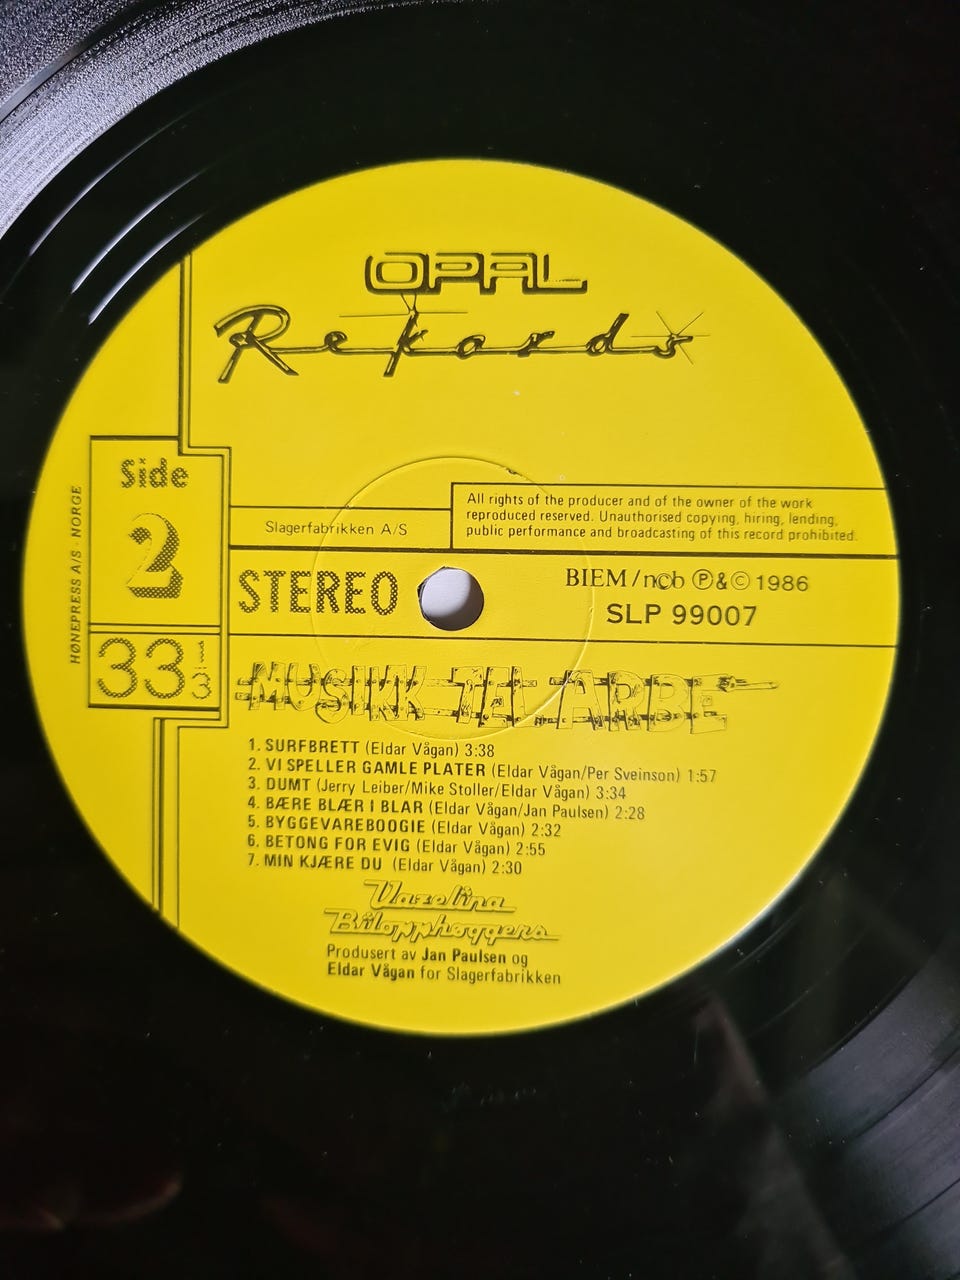 OPAL
Rekords
Side
2
33 1/3
HØNEPRESS A/S · NORGE
Slagerfabrikken A/S
All rights of the producer and of the owner of the work
reproduced reserved. Unauthorised copying, hiring, lending,
public performance and broadcasting of this record prohibited.
STEREO
BIEM/ncb Ⓟ&© 1986
SLP 99007
MUSIKK TEL ARBE
1. SURFBRETT (Eldar Vågan) 3:38
2. VI SPELLER GAMLE PLATER (Eldar Vågan/Per Sveinson) 1:57
3. DUMT (Jerry Leiber/Mike Stoller/Eldar Vågan) 3:34
4. BÆRE BLÆR I BLAR (Eldar Vågan/Jan Paulsen) 2:28
5. BYGGEVAREBOOGIE (Eldar Vågan) 2:32
6. BETONG FOR EVIG (Eldar Vågan) 2:55
7. MIN KJÆRE DU (Eldar Vågan) 2:30
Vazelina
Bilopphøggers
Produsert av Jan Paulsen og
Eldar Vågan for Slagerfabrikken